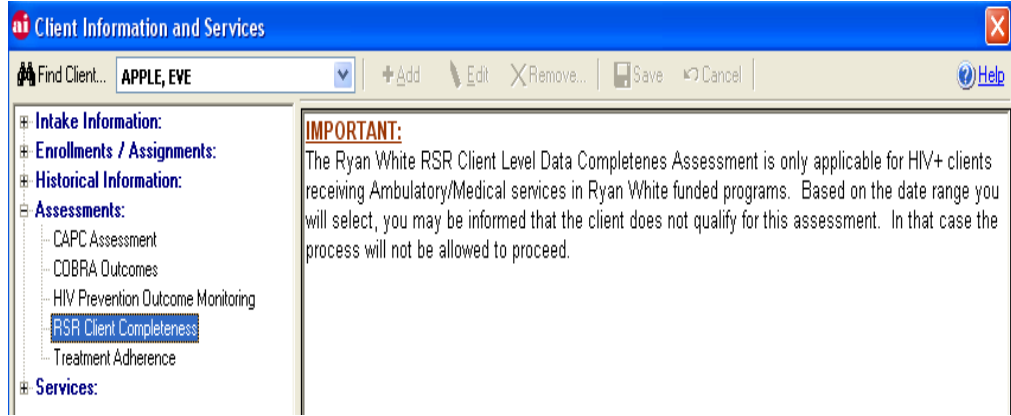 ai Client Information and Services
Find Client... APPLE, EVE Add Edit Remove... Save Cancel Help
Intake Information:
Enrollments / Assignments:
Historical Information:
Assessments:
CAPC Assessment
COBRA Outcomes
HIV Prevention Outcome Monitoring
RSR Client Completeness
Treatment Adherence
Services:
IMPORTANT:
The Ryan White RSR Client Level Data Completenes Assessment is only applicable for HIV+ clients
receiving Ambulatory/Medical services in Ryan White funded programs.  Based on the date range you
will select, you may be informed that the client does not qualify for this assessment.  In that case the
process will not be allowed to proceed.